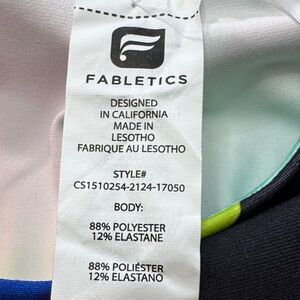 FABLETICS
DESIGNED
IN CALIFORNIA
MADE IN
LESOTHO
FABRIQUE AU LESOTHO
STYLE#
CS1510254-2124-17050
BODY:
88% POLYESTER
12% ELASTANE
88% POLIÉSTER
12% ELASTANO